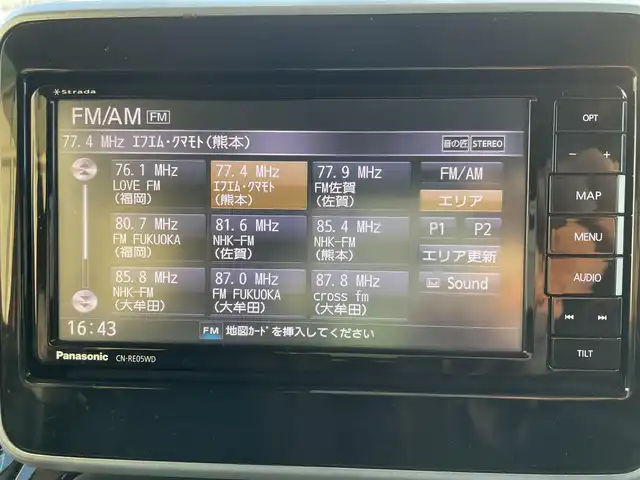 Strada
FM/AM FM
77.4 MHz エフエム・クマモト(熊本)
音の匠 STEREO
76.1 MHz
LOVE FM
(福岡)
77.4 MHz
エフエム・クマモト
(熊本)
77.9 MHz
FM佐賀
(佐賀)
FM/AM
エリア
80.7 MHz
FM FUKUOKA
(福岡)
81.6 MHz
NHK-FM
(佐賀)
85.4 MHz
NHK-FM
(熊本)
P1 P2
エリア更新
85.8 MHz
NHK-FM
(大牟田)
87.0 MHz
FM FUKUOKA
(大牟田)
87.8 MHz
cross fm
(大牟田)
Sound
16:43
FM 地図カードを挿入してください
Panasonic CN-RE05WD
OPT
− +
MAP
MENU
AUDIO
TILT